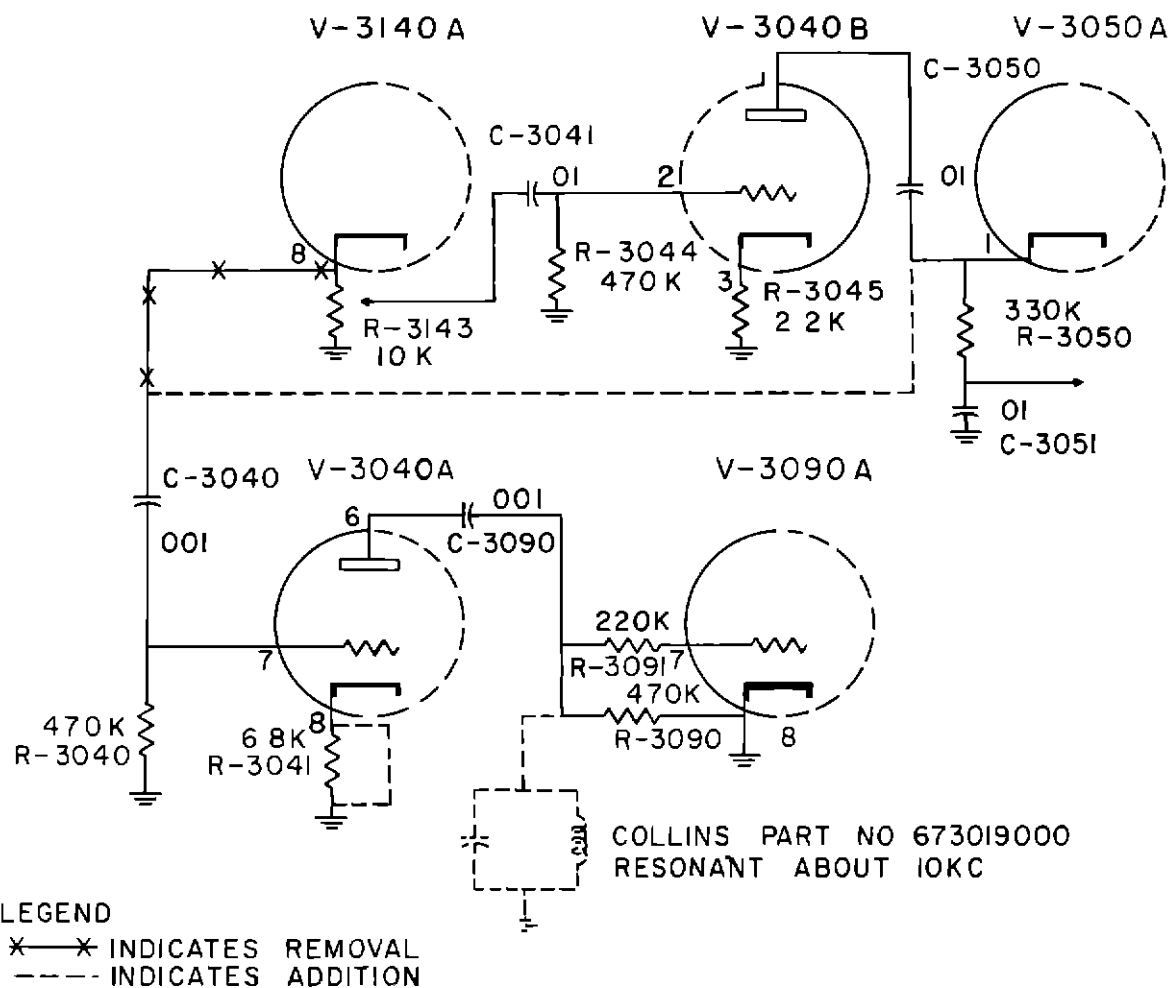 V-3140A
V-3040B
V-3050A
C-3050
C-3041
01
2
01
8
1
R-3044
470K
3
R-3045
2 2K
R-3143
10K
330K
R-3050
01
C-3051
C-3040
001
V-3040A
V-3090A
6
001
C-3090
7
220K
R-3091
7
470K
R-3090
8
470K
R-3040
8
68K
R-3041
COLLINS PART NO 673019000
RESONANT ABOUT 10KC
LEGEND
INDICATES REMOVAL
INDICATES ADDITION